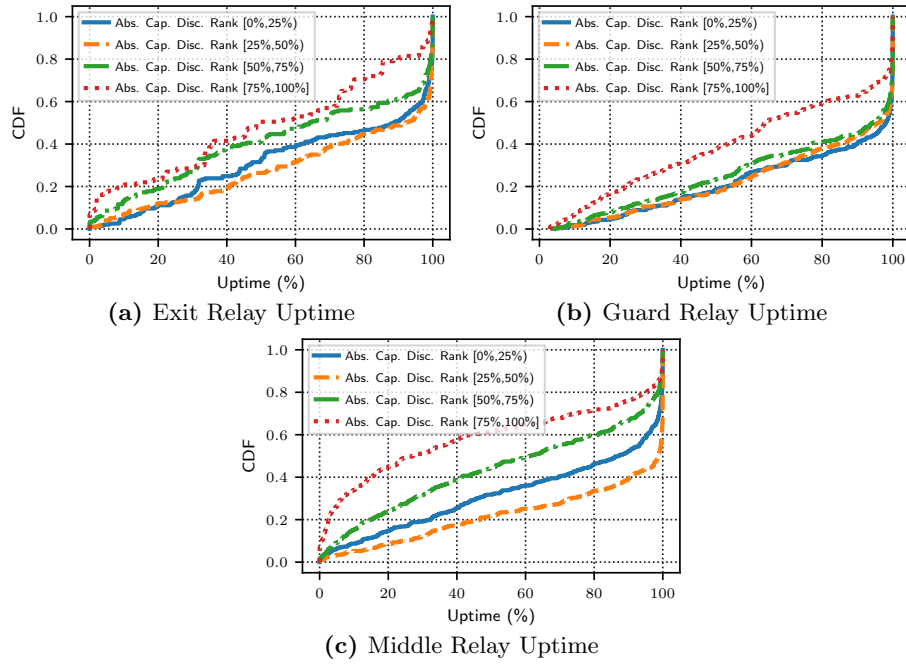 Abs. Cap. Disc. Rank [0%,25%)
Abs. Cap. Disc. Rank [25%,50%)
Abs. Cap. Disc. Rank [50%,75%)
Abs. Cap. Disc. Rank [75%,100%]
1.0
0.8
0.6
0.4
0.2
0.0
CDF
0 20 40 60 80 100
Uptime (%)
(a) Exit Relay Uptime
Abs. Cap. Disc. Rank [0%,25%)
Abs. Cap. Disc. Rank [25%,50%)
Abs. Cap. Disc. Rank [50%,75%)
Abs. Cap. Disc. Rank [75%,100%]
1.0
0.8
0.6
0.4
0.2
0.0
CDF
20 40 60 80 100
Uptime (%)
(b) Guard Relay Uptime
Abs. Cap. Disc. Rank [0%,25%)
Abs. Cap. Disc. Rank [25%,50%)
Abs. Cap. Disc. Rank [50%,75%)
Abs. Cap. Disc. Rank [75%,100%]
1.0
0.8
0.6
0.4
0.2
0.0
CDF
0 20 40 60 80 100
Uptime (%)
(c) Middle Relay Uptime